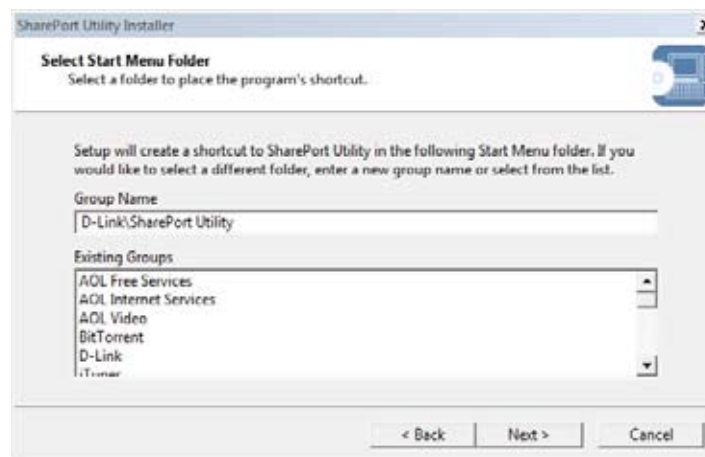 SharePort Utility Installer
Select Start Menu Folder
Select a folder to place the program's shortcut.
Setup will create a shortcut to SharePort Utility in the following Start Menu folder. If you
would like to select a different folder, enter a new group name or select from the list.
Group Name
D-Link\SharePort Utility
Existing Groups
AOL Free Services
AOL Internet Services
AOL Video
BitTorrent
D-Link
iTunes
< Back
Next >
Cancel